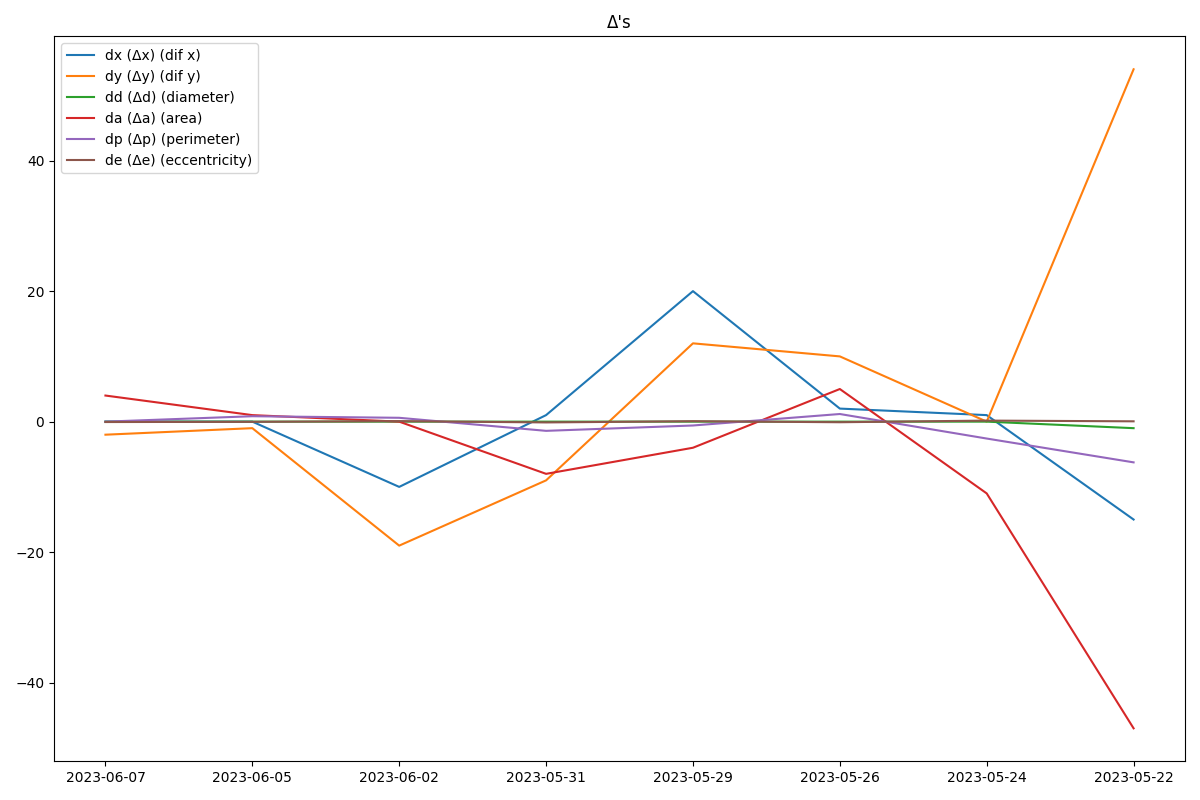 Δ's
dx (Δx) (dif x)
dy (Δy) (dif y)
dd (Δd) (diameter)
da (Δa) (area)
dp (Δp) (perimeter)
de (Δe) (eccentricity)
40
20
0
−20
−40
2023-06-07 2023-06-05 2023-06-02 2023-05-31 2023-05-29 2023-05-26 2023-05-24 2023-05-22